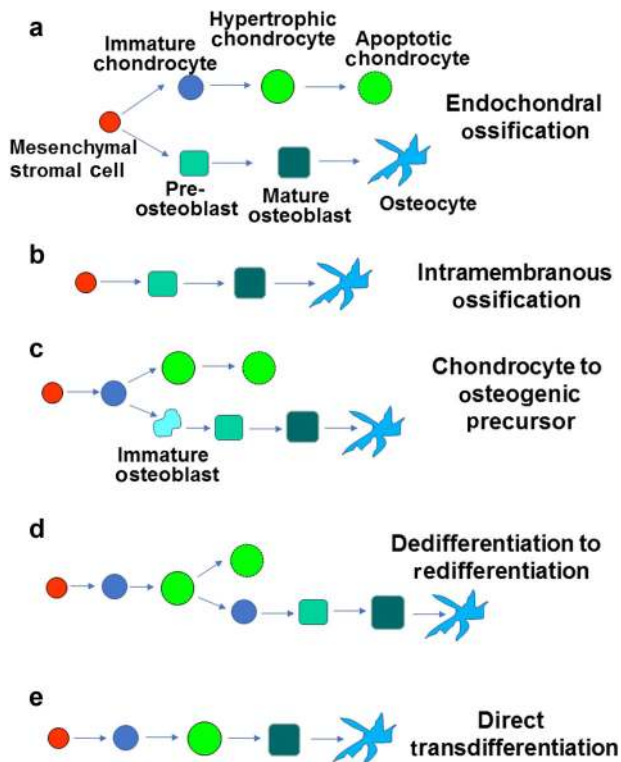 a
Immature
chondrocyte
Hypertrophic
chondrocyte
Apoptotic
chondrocyte
Mesenchymal
stromal cell
Pre-
osteoblast
Mature
osteoblast
Osteocyte
Endochondral
ossification
b
Intramembranous
ossification
c
Immature
osteoblast
Chondrocyte to
osteogenic
precursor
d
Dedifferentiation to
redifferentiation
e
Direct
transdifferentiation